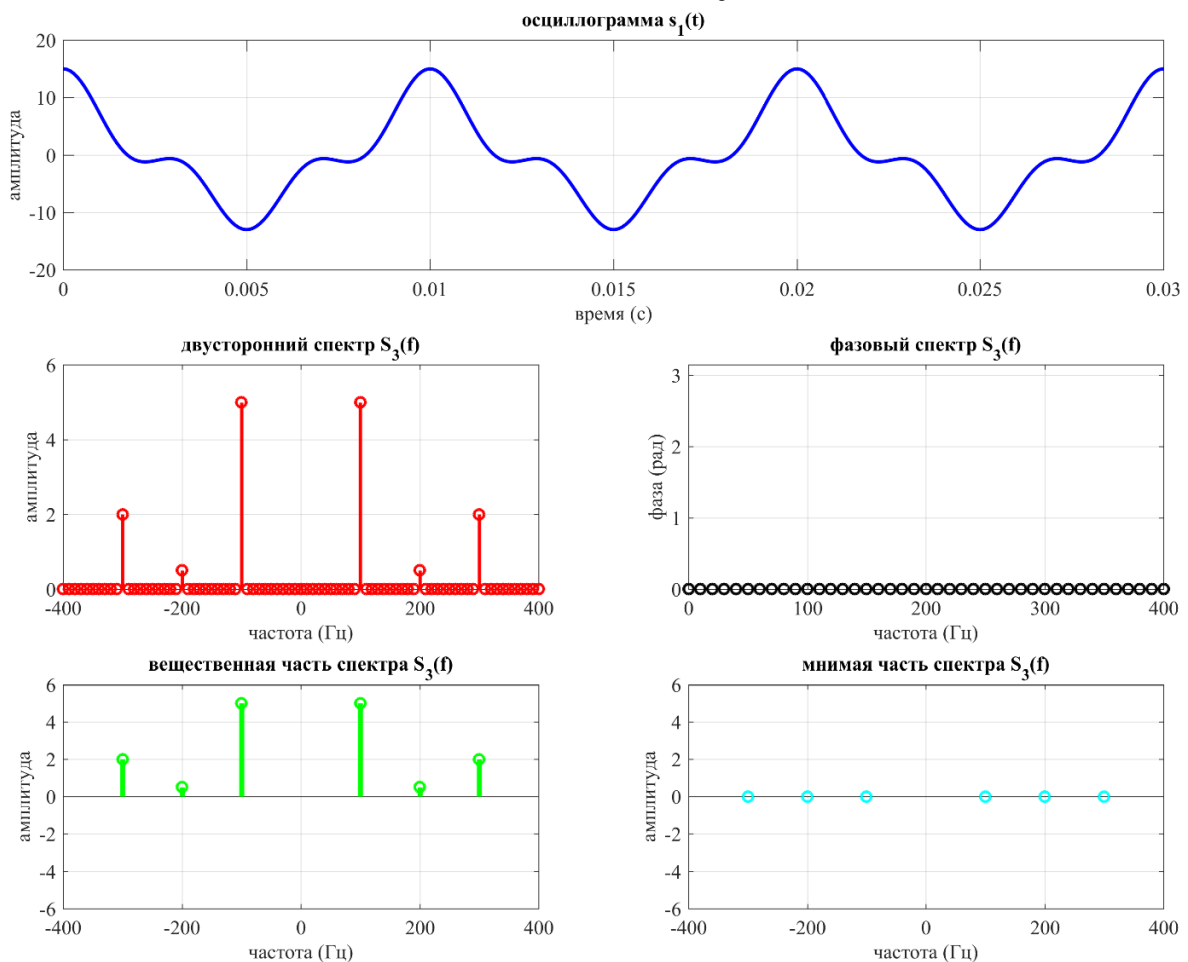 осциллограмма s1(t)
20
10
0
-10
-20
амплитуда
0 0.005 0.01 0.015 0.02 0.025 0.03
время (с)
двусторонний спектр S3(f)
6
4
2
0
амплитуда
-400 -200 0 200 400
частота (Гц)
фазовый спектр S3(f)
3
2
1
0
фаза (рад)
0 100 200 300 400
частота (Гц)
вещественная часть спектра S3(f)
6
4
2
0
-2
-4
-6
амплитуда
-400 -200 0 200 400
частота (Гц)
мнимая часть спектра S3(f)
6
4
2
0
-2
-4
-6
амплитуда
-400 -200 0 200 400
частота (Гц)